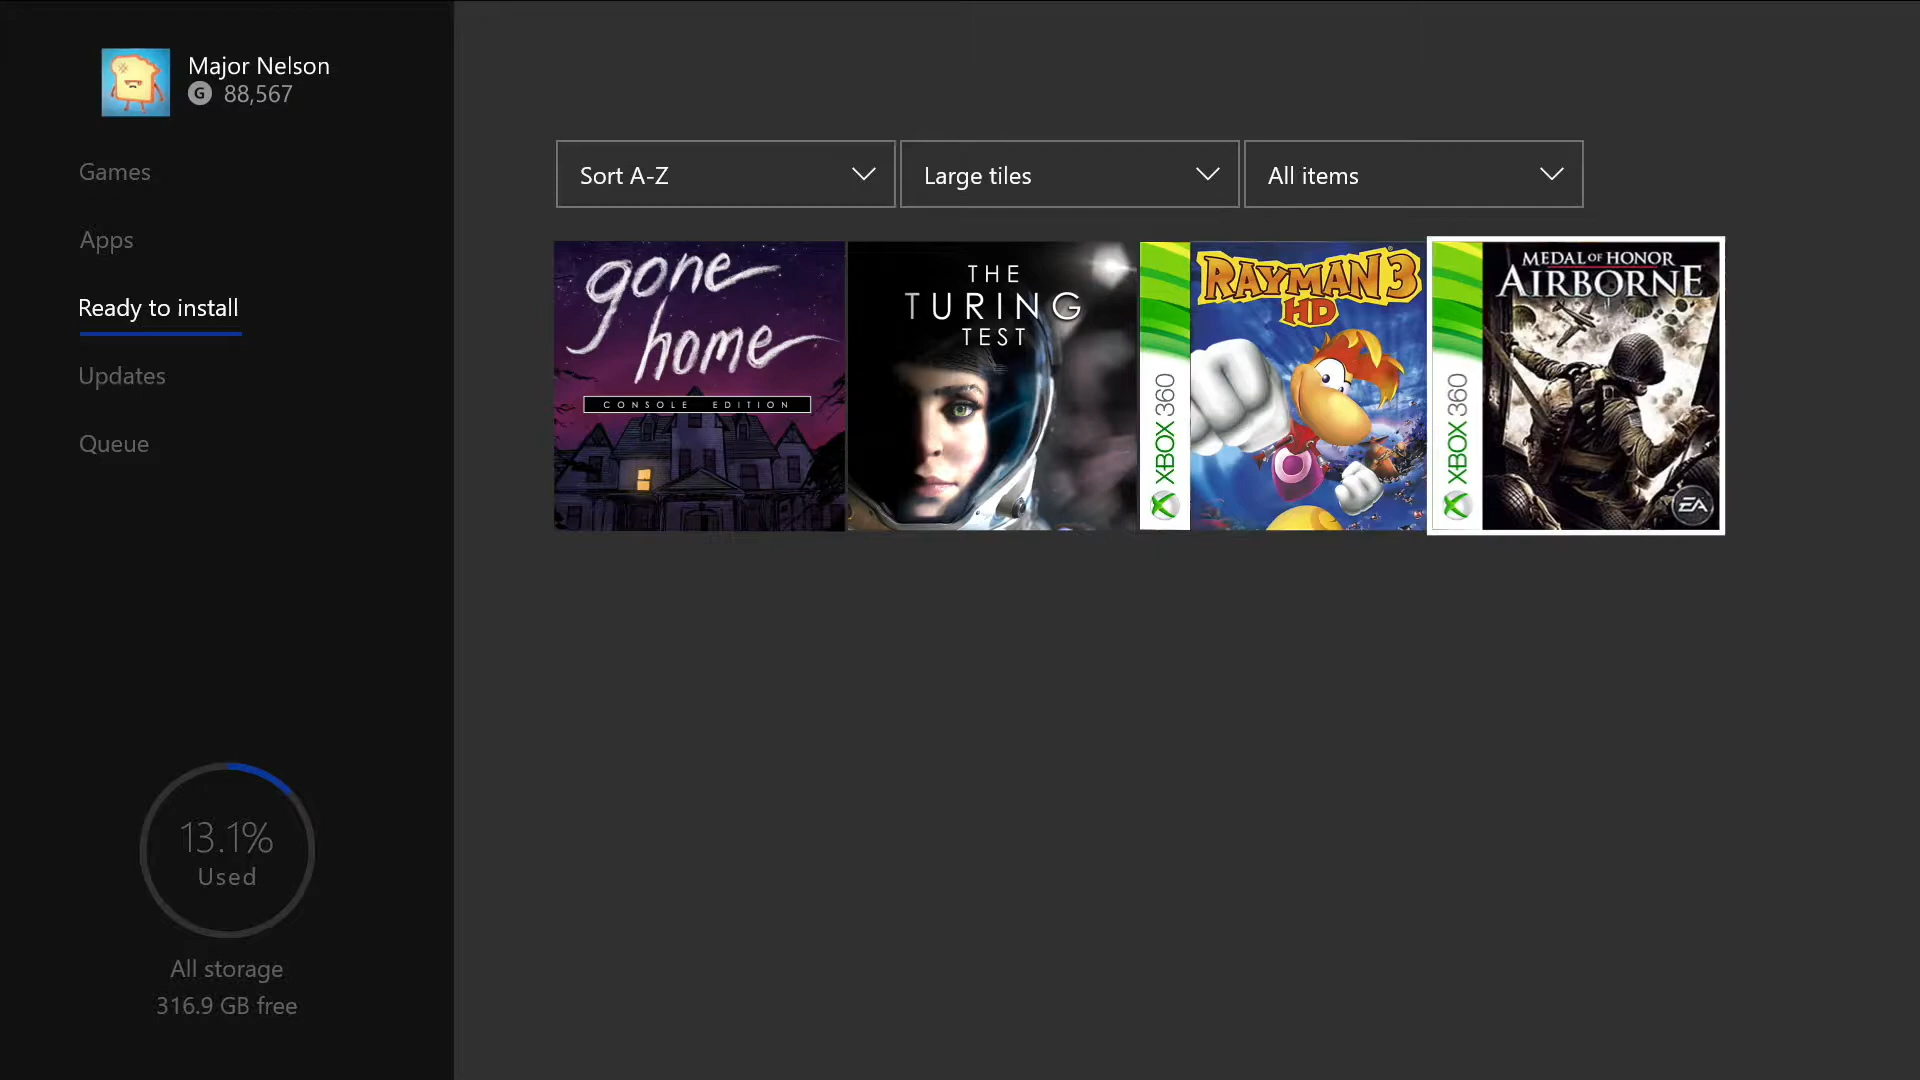 Major Nelson
G 88,567
Games
Apps
Ready to install
Updates
Queue
13.1%
Used
All storage
316.9 GB free
Sort A-Z
Large tiles
All items
gone
home
CONSOLE EDITION
THE
TURING
TEST
XBOX 360
RAYMAN 3
HD
XBOX 360
MEDAL OF HONOR
AIRBORNE
EA